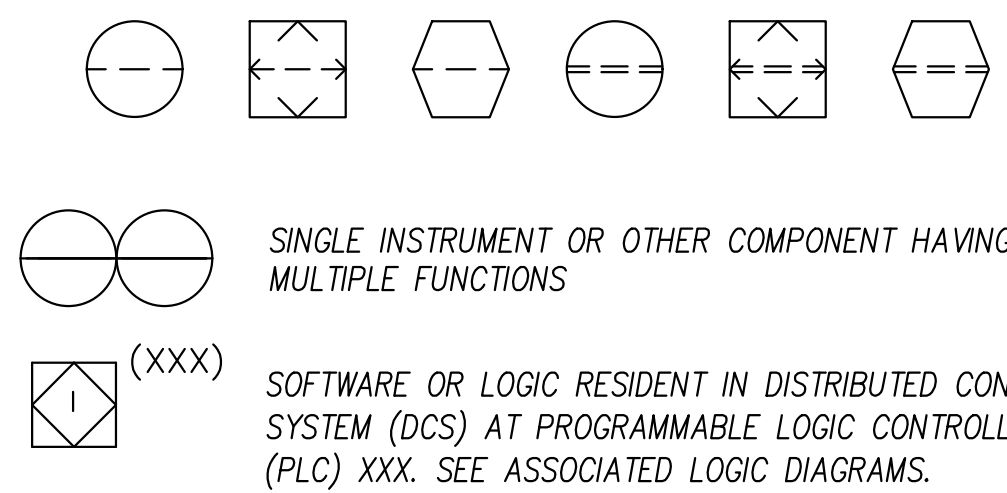 SINGLE INSTRUMENT OR OTHER COMPONENT HAVING
MULTIPLE FUNCTIONS
(XXX)
I
SOFTWARE OR LOGIC RESIDENT IN DISTRIBUTED CON
SYSTEM (DCS) AT PROGRAMMABLE LOGIC CONTROLL
(PLC) XXX. SEE ASSOCIATED LOGIC DIAGRAMS.